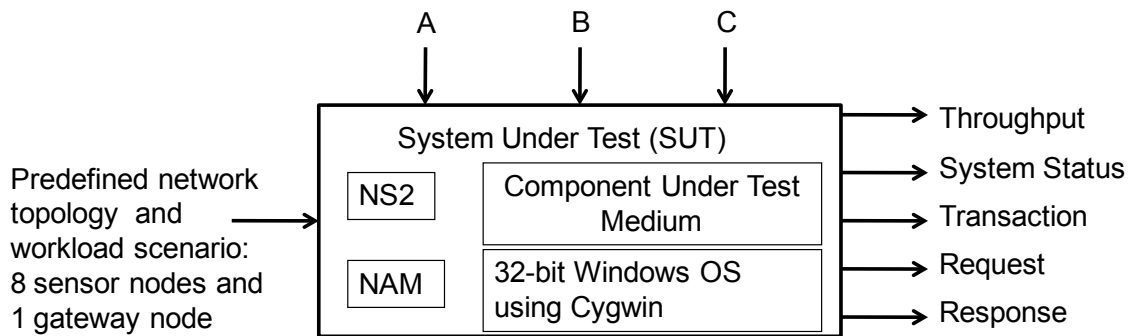 A
B
C
System Under Test (SUT)
NS2
Component Under Test
Medium
NAM
32-bit Windows OS
using Cygwin
Predefined network
topology and
workload scenario:
8 sensor nodes and
1 gateway node
Throughput
System Status
Transaction
Request
Response